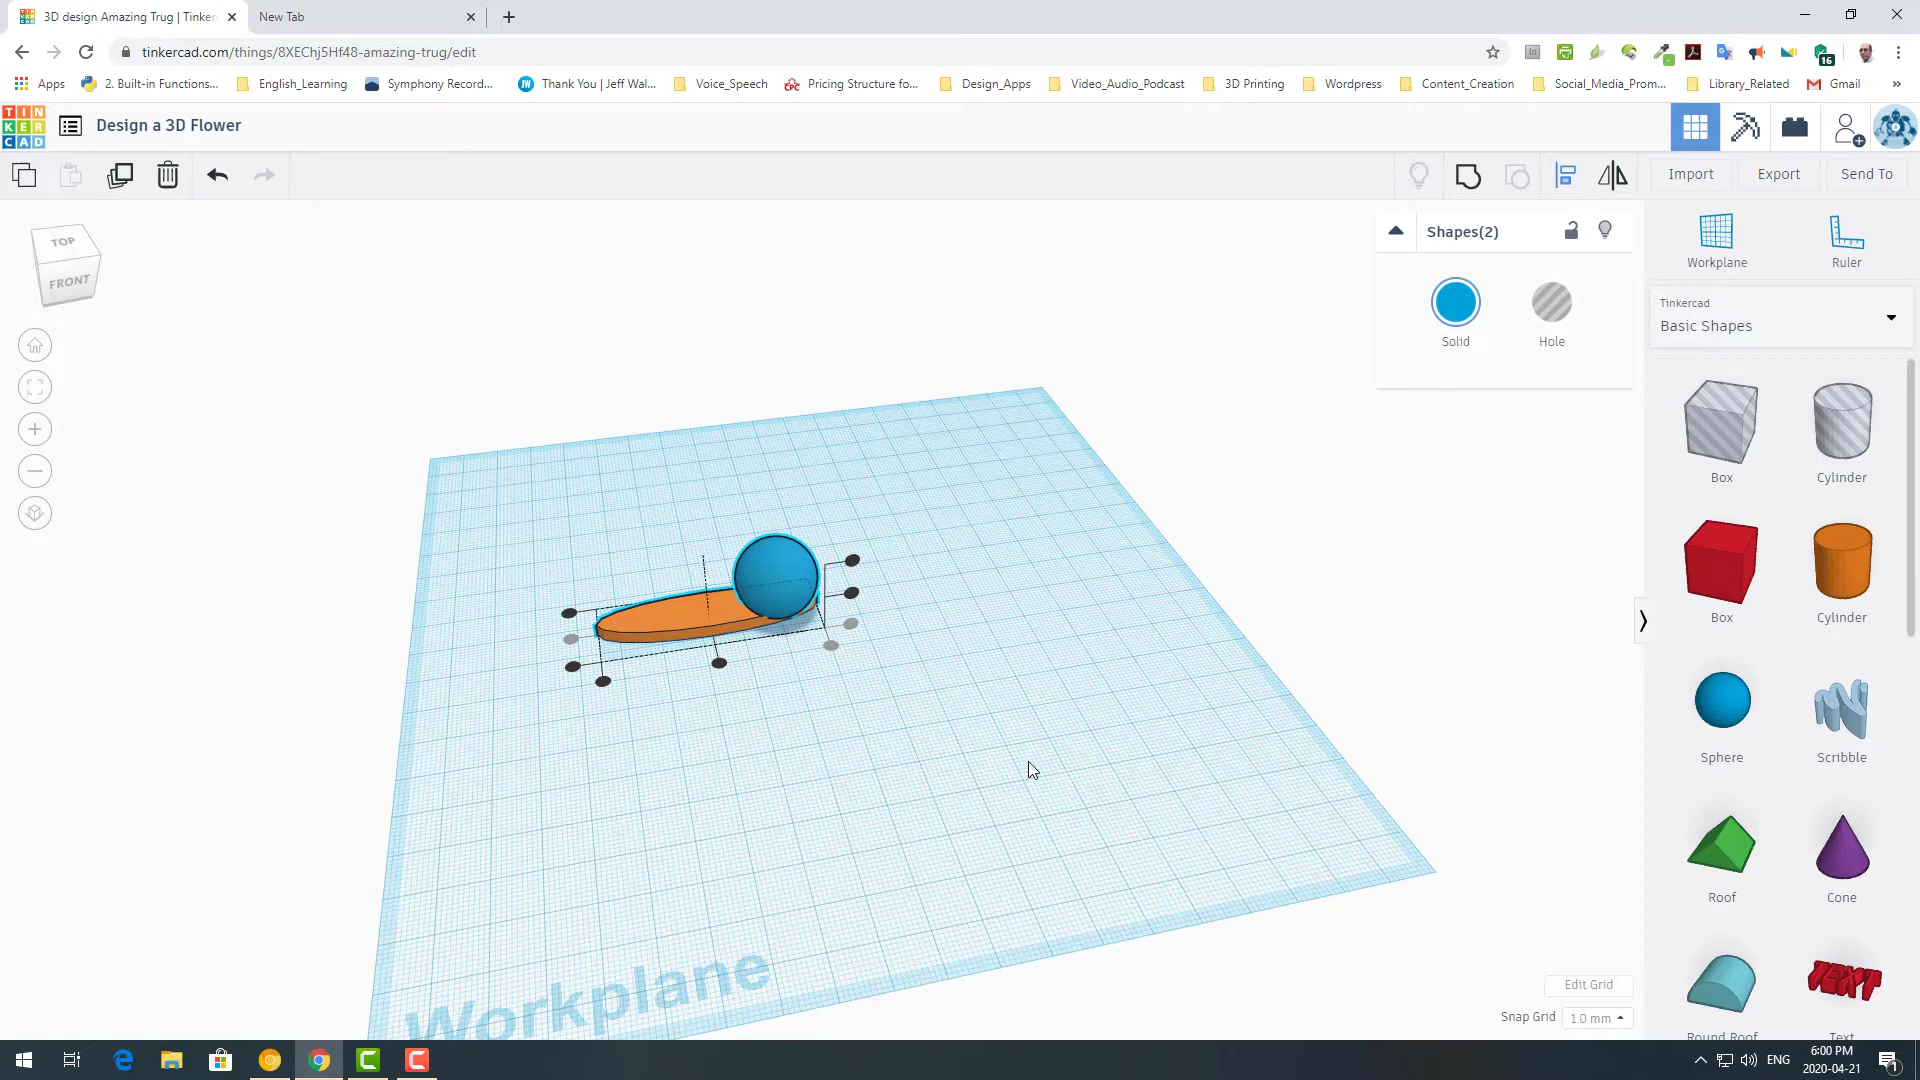 3D design Amazing Trug | Tinker
New Tab
tinkercad.com/things/8XEChj5Hf48-amazing-trug/edit
16
Apps
2. Built-in Functions...
English_Learning
Symphony Record...
JW
Thank You | Jeff Wal...
Voice_Speech
Pricing Structure fo...
Design_Apps
Video_Audio_Podcast
3D Printing
Wordpress
Content_Creation
Social_Media_Prom...
Library_Related
Gmail
»
TIN
KER
CAD
Design a 3D Flower
Import
Export
Send To
TOP
FRONT
Shapes(2)
Solid
Hole
Workplane
Ruler
Tinkercad
Basic Shapes
Box
Cylinder
Box
Cylinder
Sphere
Scribble
Roof
Cone
TEXT
Round Roof
Text
Workplane
Edit Grid
Snap Grid
1.0 mm
ENG
6:00 PM
2020-04-21
1